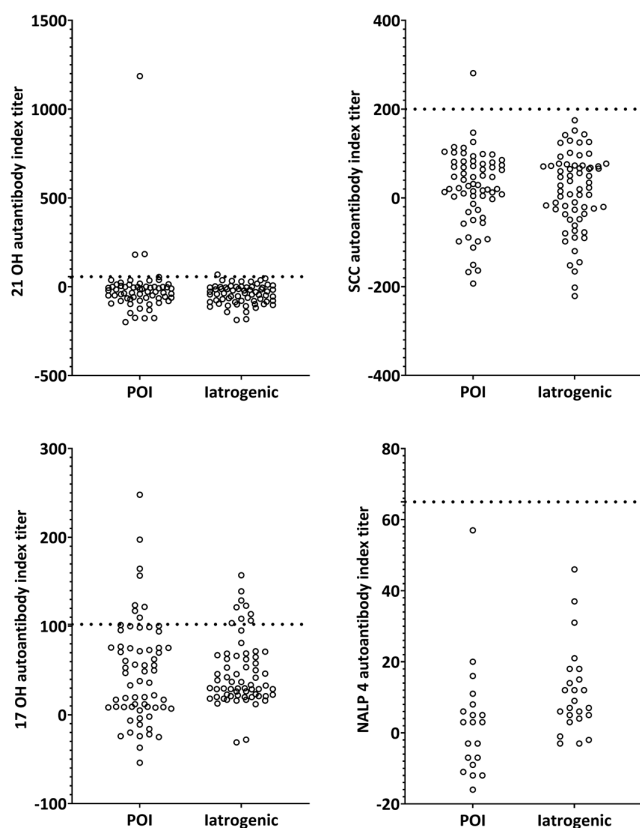 21 OH autantibody index titer
1500
1000
500
0
-500
POI
Iatrogenic
SCC autoantibody index titer
400
200
0
-200
-400
POI
Iatrogenic
17 OH autoantibody index titer
300
200
100
0
-100
POI
Iatrogenic
NALP 4 autoantibody index titer
80
60
40
20
0
-20
POI
Iatrogenic